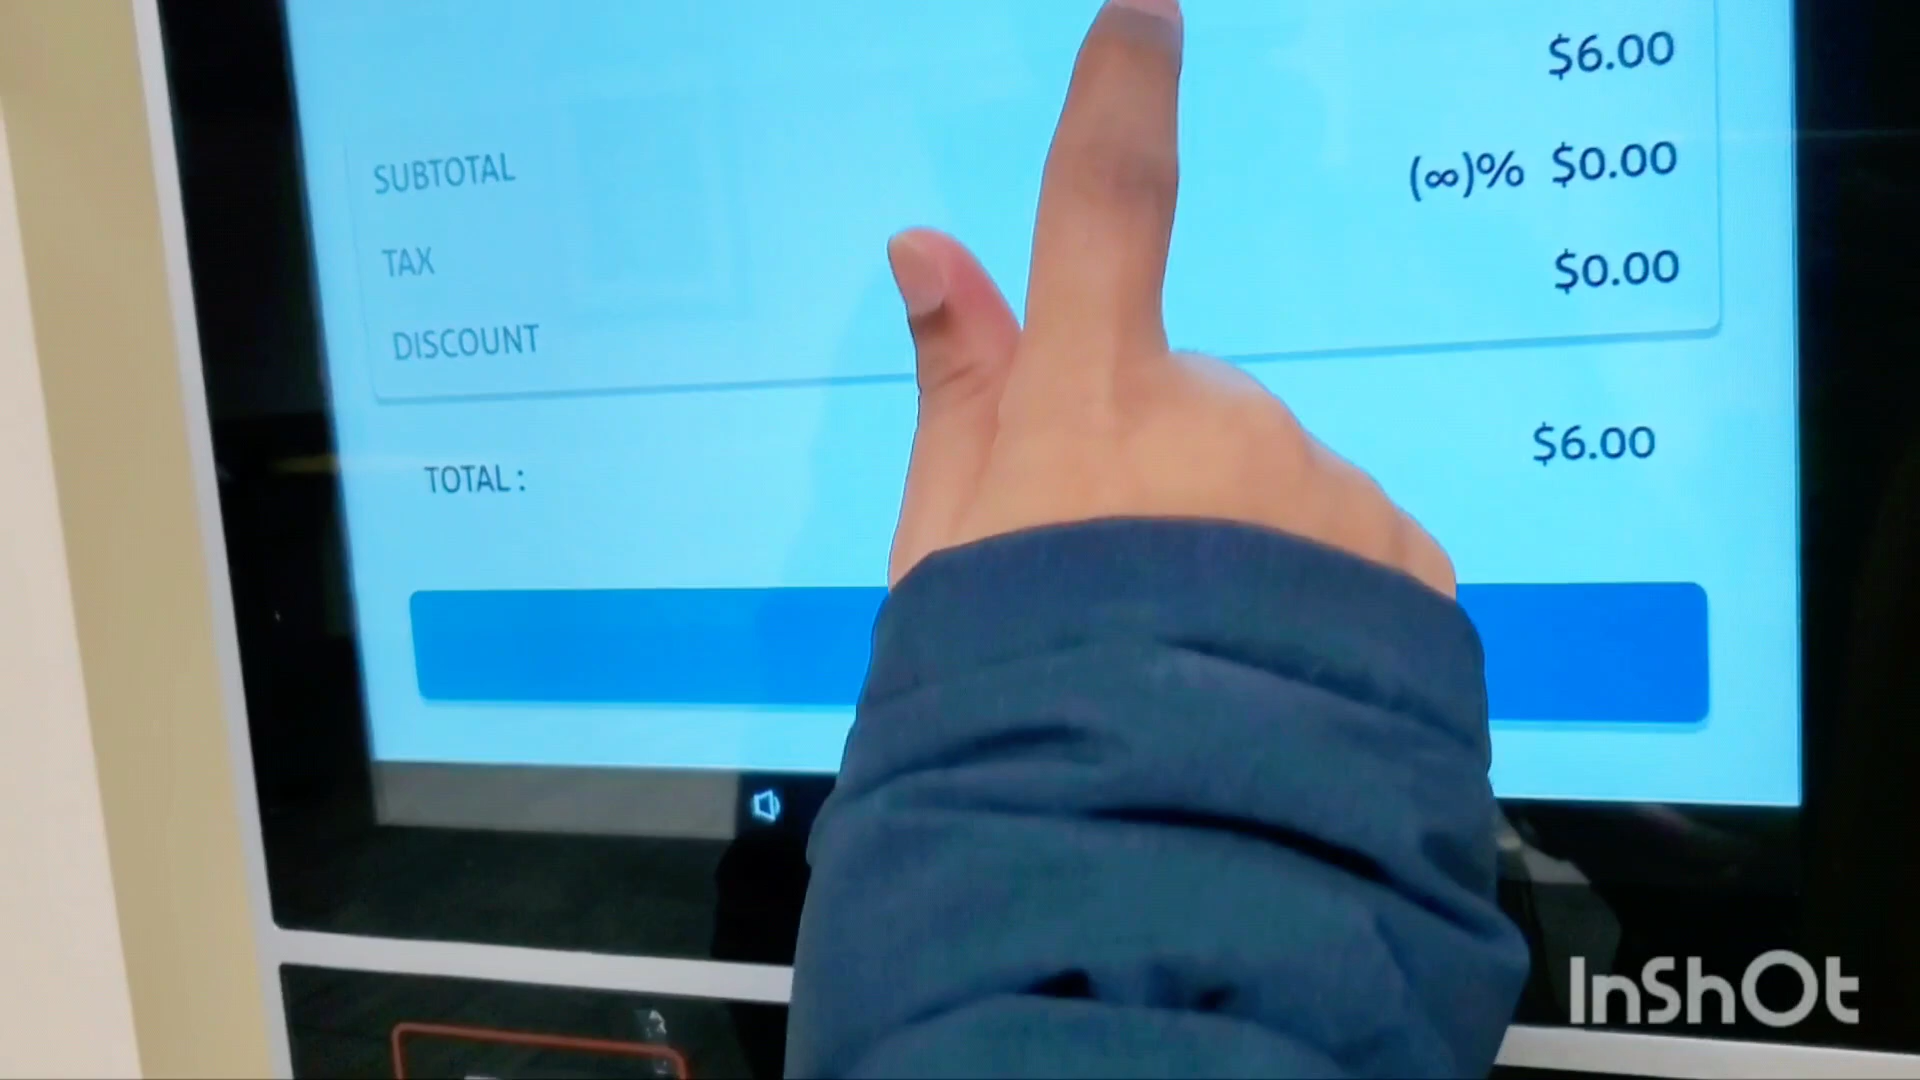 SUBTOTAL $6.00
TAX (∞)% $0.00
DISCOUNT $0.00
TOTAL : $6.00
InShOt